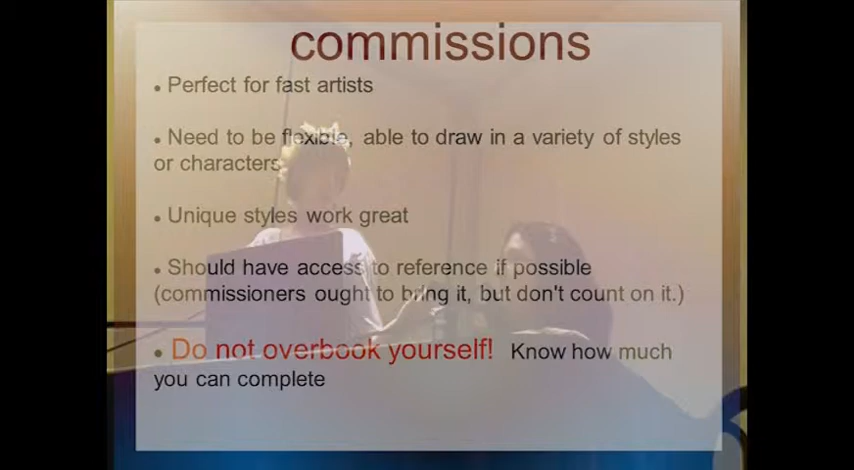 commissions
• Perfect for fast artists
• Need to be flexible, able to draw in a variety of styles
or characters
• Unique styles work great
• Should have access to reference if possible
(commissioners ought to bring it, but don't count on it.)
• Do not overbook yourself! Know how much
you can complete